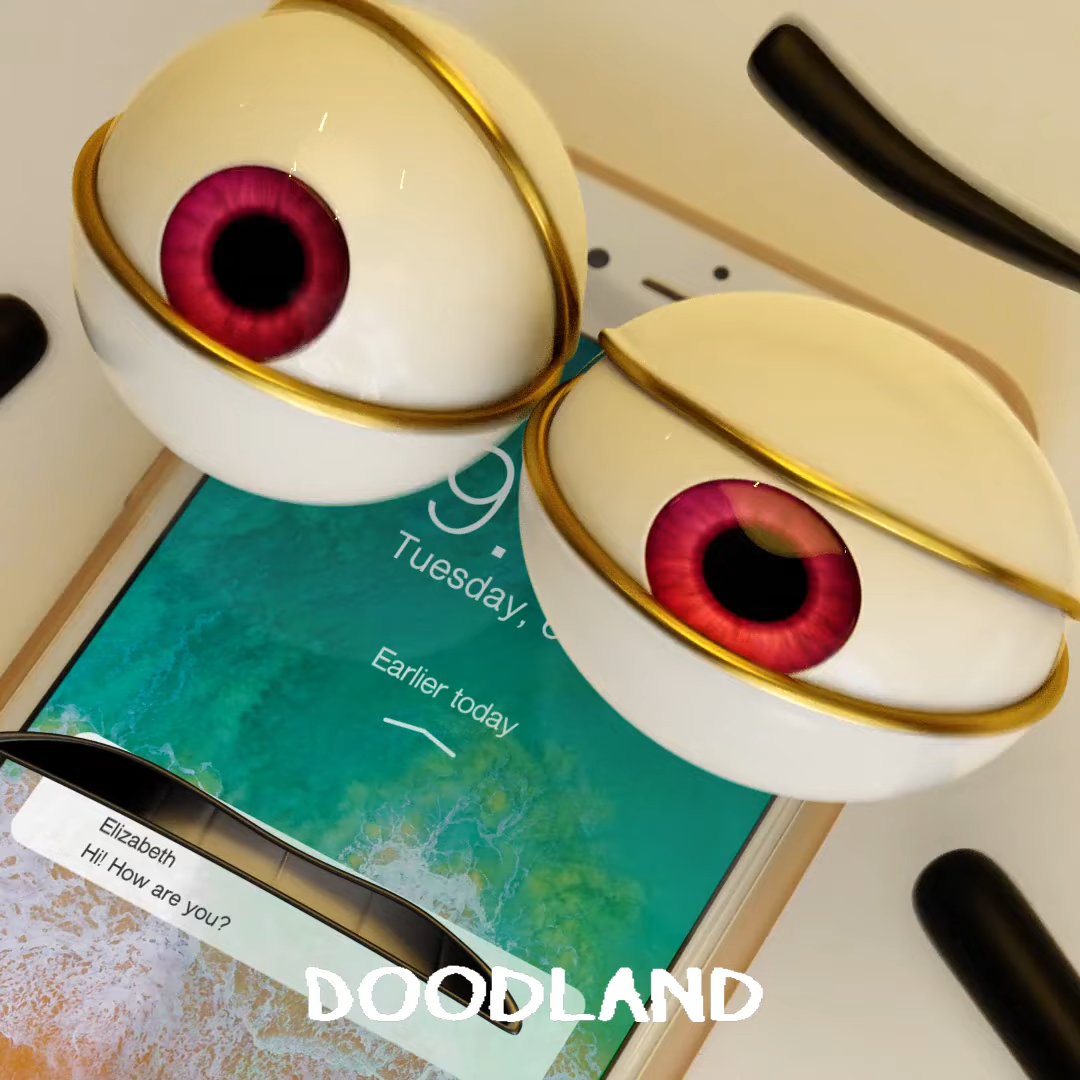 9.
Tuesday,
Earlier today
Elizabeth
Hi! How are you?
DOODLAND